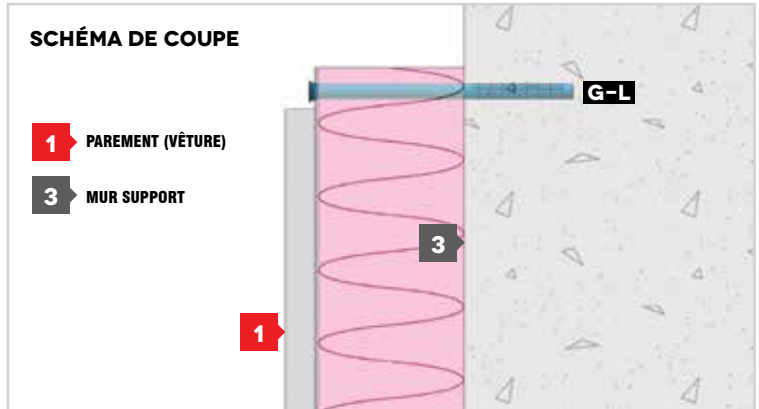 SCHÉMA DE COUPE
G-L
1 PAREMENT (VÊTURE)
3 MUR SUPPORT
3
1